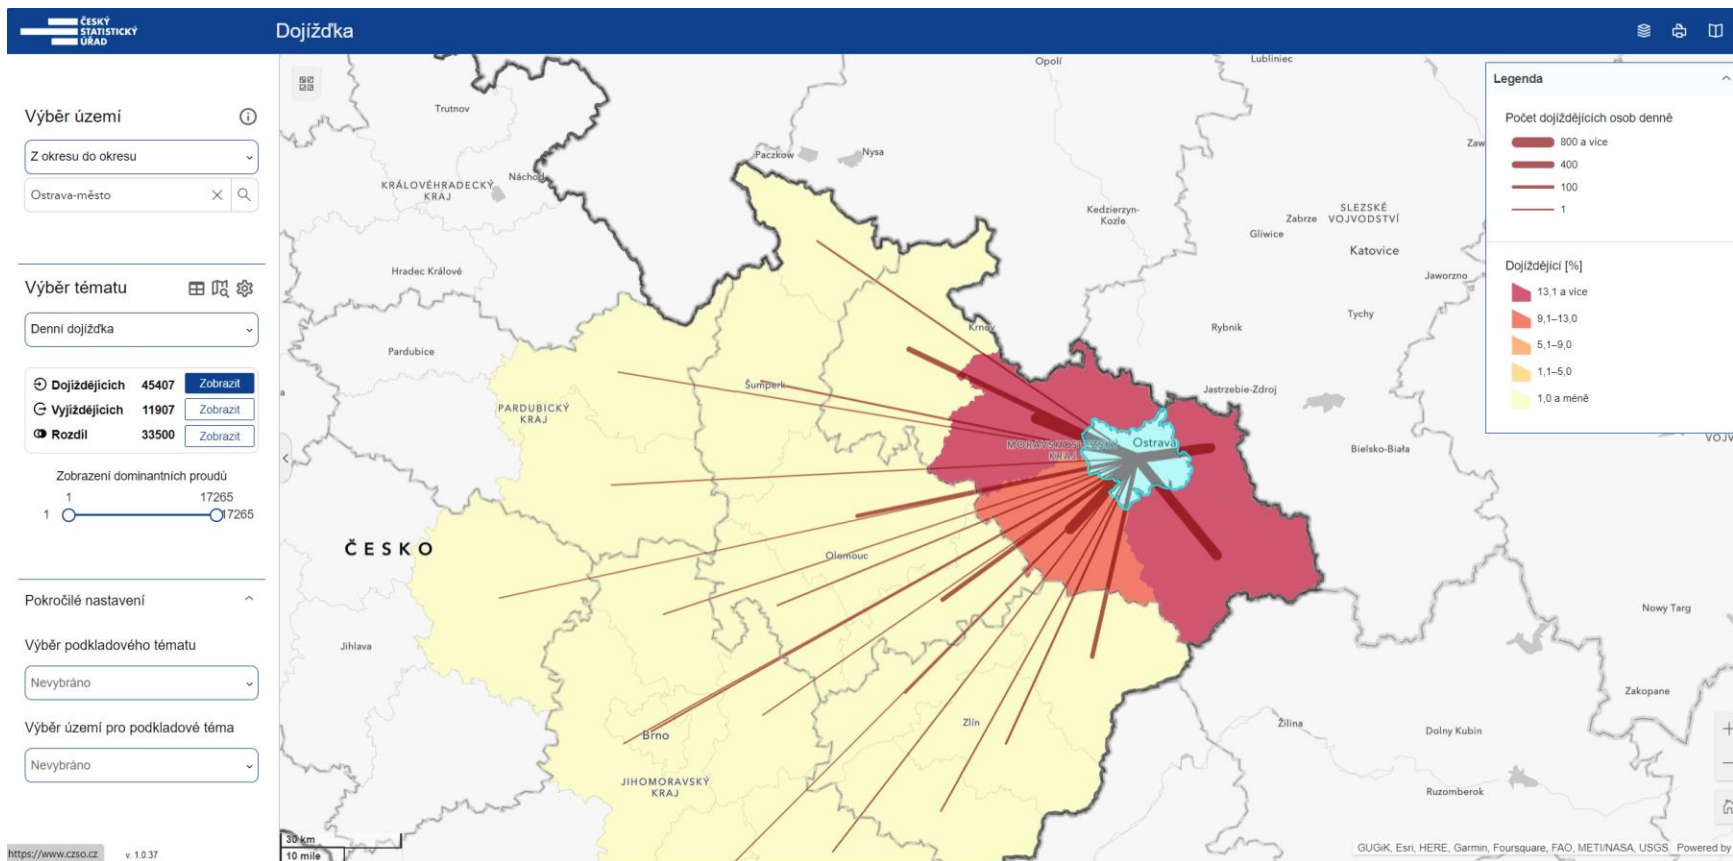 ČESKÝ
STATISTICKÝ
ÚŘAD
Dojížďka
Výběr území
Z okresu do okresu
Ostrava-město
Výběr tématu
Denní dojížďka
Dojíždějících 45407 Zobrazit
Vyjíždějících 11907 Zobrazit
Rozdíl 33500 Zobrazit
Zobrazení dominantních proudů
1 17265
1 17265
Pokročilé nastavení
Výběr podkladového tématu
Nevybráno
Výběr území pro podkladové téma
Nevybráno
https://www.czso.cz v. 1.0.37
Opolí
Lubliniec
Trutnov
Paczkow
Nysa
Zaw
KRÁLOVÉHRADECKÝ
KRAJ
Náchod
Kedzierzyn-
Kozle
SLEZSKÉ
VOJVODSTVÍ
Zabrze
Gliwice
Katovice
Hradec Králové
Jaworzno
Tychy
Rybnik
Krnov
Pardubice
Šumperk
Jastrzebie-Zdroj
PARDUBICKÝ
KRAJ
MORAVSKOSLEZSKÝ
KRAJ
Ostrava
Bielsko-Biała
VOJV
ČESKO
Olomouc
Nowy Targ
Jihlava
Zakopane
Zlín
Žilina
Dolny Kubin
Brno
JIHOMORAVSKÝ
KRAJ
Ruzomberok
30 km
10 mile
Legenda
Počet dojíždějících osob denně
800 a více
400
100
1
Dojíždějící [%]
13,1 a více
9,1–13,0
5,1–9,0
1,1–5,0
1,0 a méně
GUGiK, Esri, HERE, Garmin, Foursquare, FAO, METI/NASA, USGS Powered by